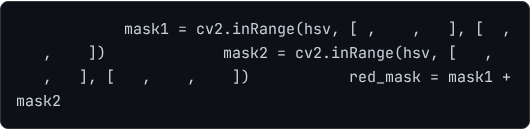 mask1 = cv2.inRange(hsv, [ , , ], [ ,
, ]) mask2 = cv2.inRange(hsv, [ ,
, ], [ , , ]) red_mask = mask1 +
mask2